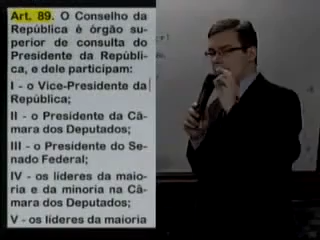 Art. 89. O Conselho da
República é órgão su-
perior de consulta do
Presidente da Repúbli-
ca, e dele participam:
I - o Vice-Presidente da
República;
II - o Presidente da Câ-
mara dos Deputados;
III - o Presidente do Se-
nado Federal;
IV - os líderes da maio-
ria e da minoria na Câ-
mara dos Deputados;
V - os líderes da maioria